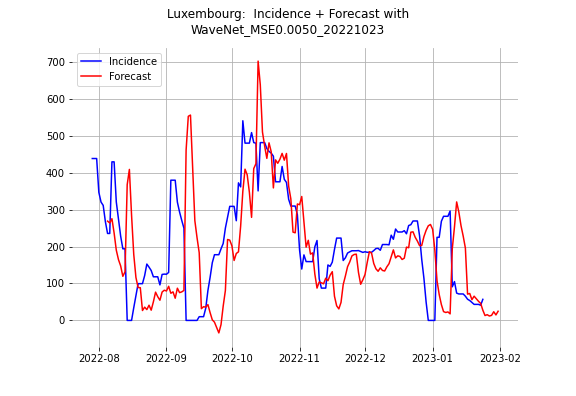 Luxembourg:  Incidence + Forecast with
WaveNet_MSE0.0050_20221023
Incidence
Forecast
700
600
500
400
300
200
100
0
2022-08 2022-09 2022-10 2022-11 2022-12 2023-01 2023-02